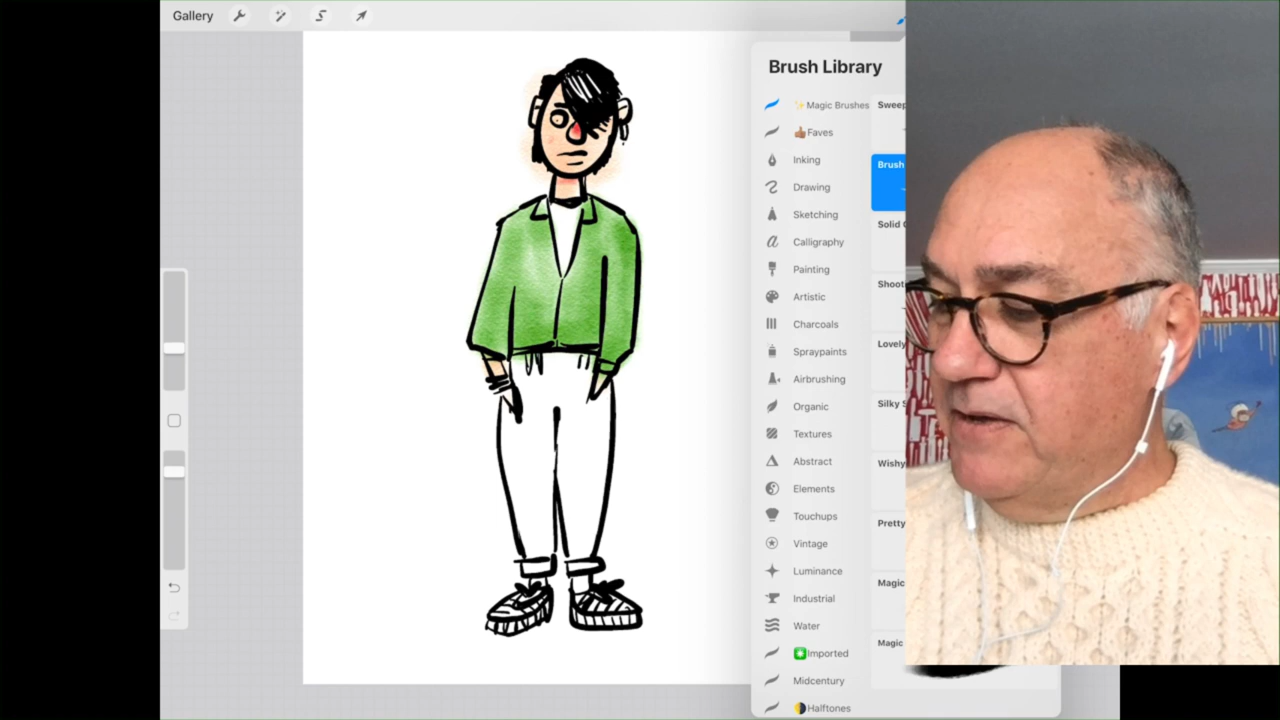 Gallery
Brush Library
✨Magic Brushes
👍🏽Faves
Inking
Drawing
Sketching
Calligraphy
Painting
Artistic
Charcoals
Spraypaints
Airbrushing
Organic
Textures
Abstract
Elements
Touchups
Vintage
Luminance
Industrial
Water
✳️Imported
Midcentury
🌗Halftones
Sweep
Brush
Solid
Shoot
Lovely
Silky S
Wishy
Pretty
Magic
Magic